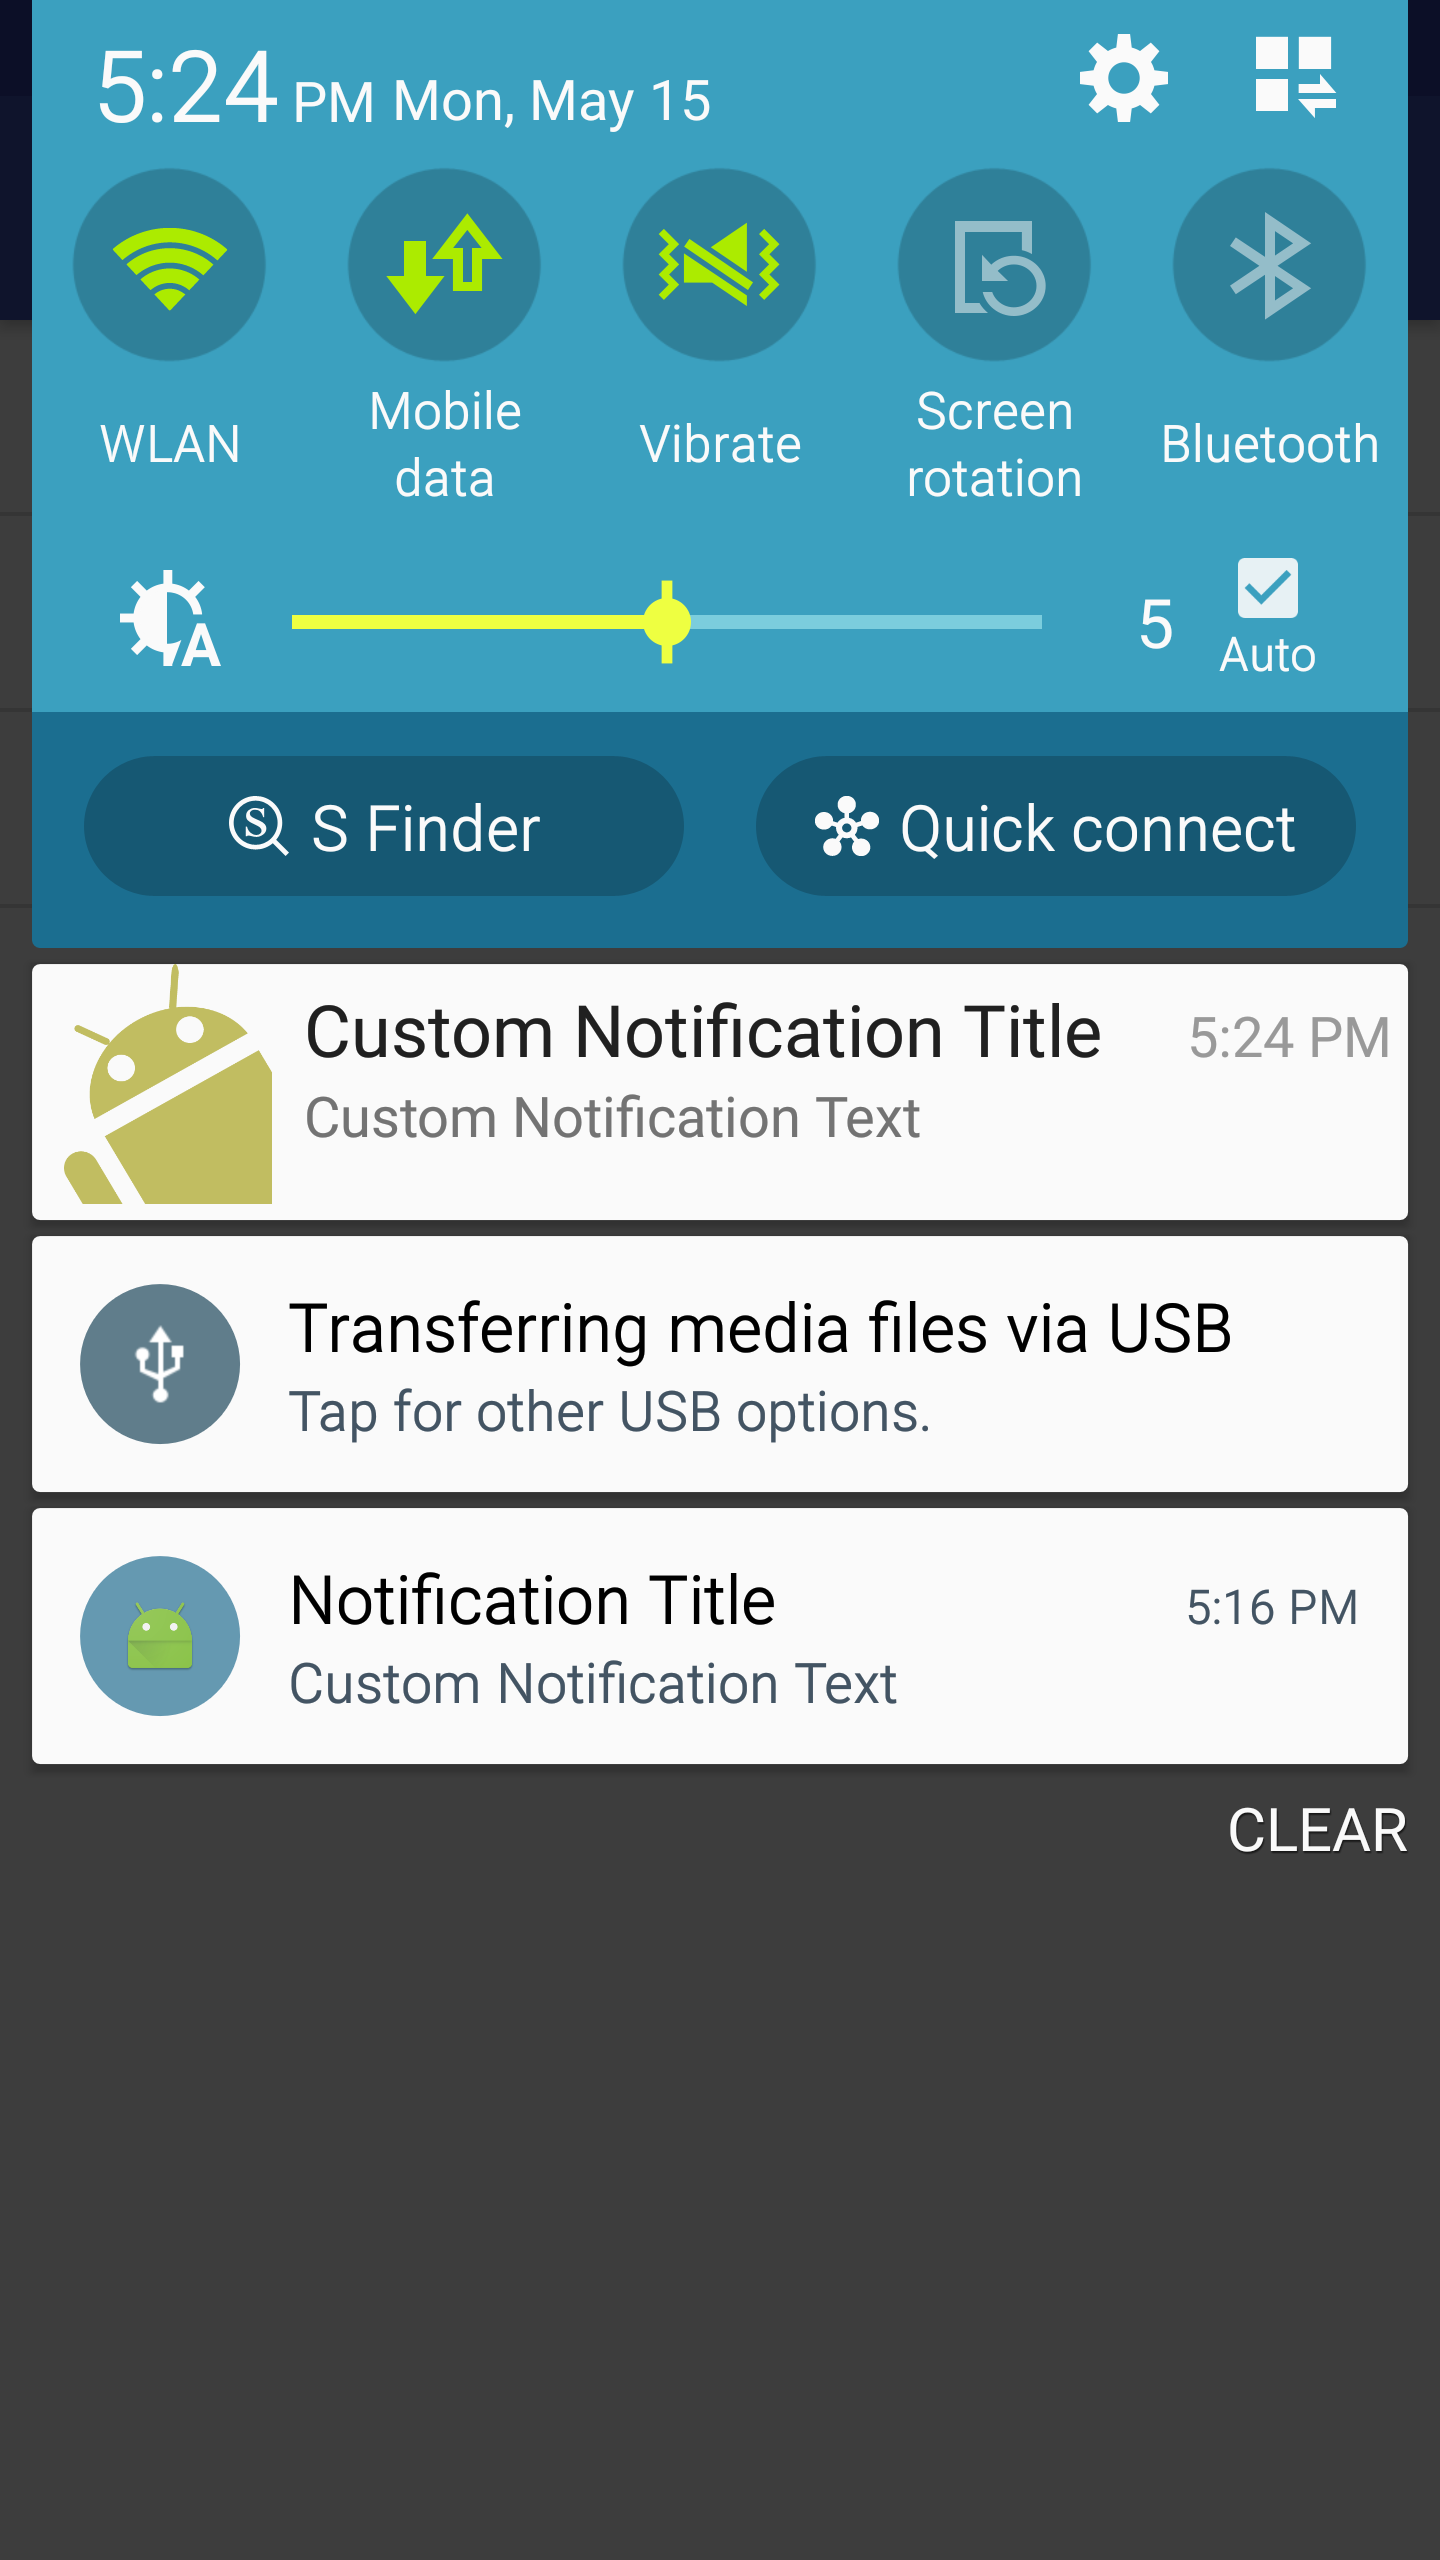 5:24 PM Mon, May 15
WLAN
Mobile
data
Vibrate
Screen
rotation
Bluetooth
A
5
Auto
S
S Finder
Quick connect
Custom Notification Title 5:24 PM
Custom Notification Text
Transferring media files via USB
Tap for other USB options.
Notification Title 5:16 PM
Custom Notification Text
CLEAR